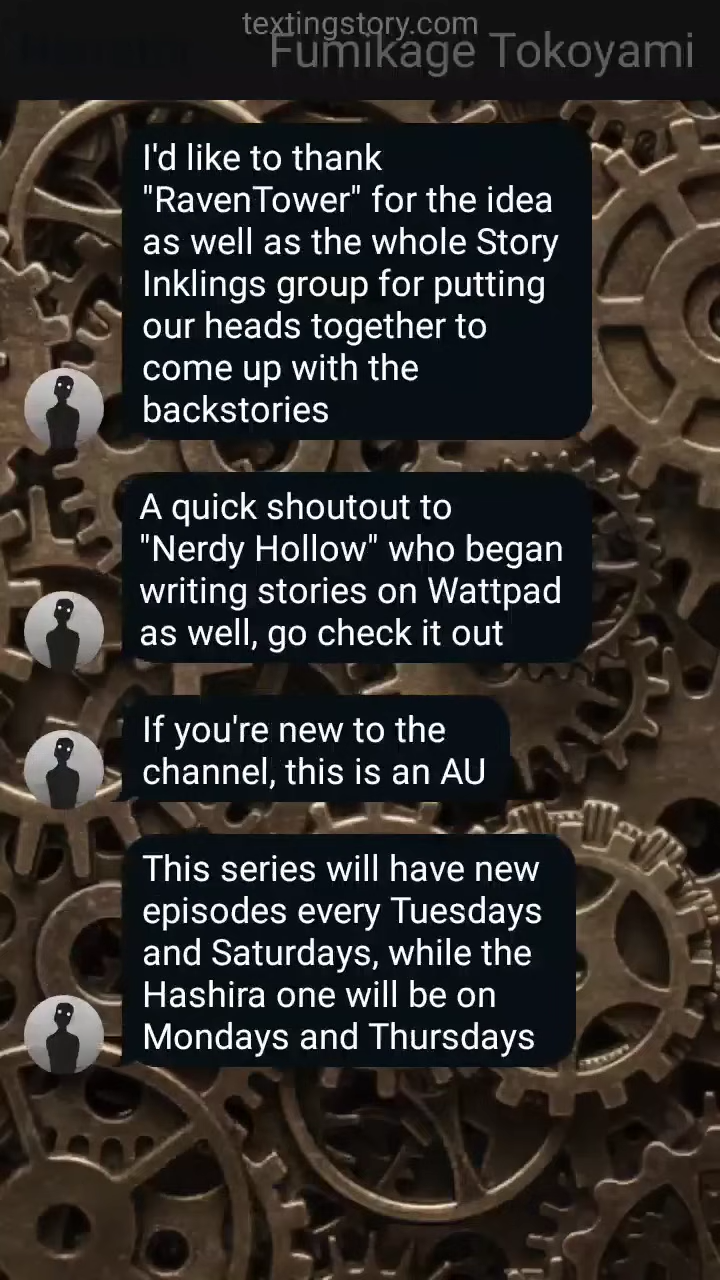 textingstory.com
Fumikage Tokoyami
I'd like to thank
"RavenTower" for the idea
as well as the whole Story
Inklings group for putting
our heads together to
come up with the
backstories
A quick shoutout to
"Nerdy Hollow" who began
writing stories on Wattpad
as well, go check it out
If you're new to the
channel, this is an AU
This series will have new
episodes every Tuesdays
and Saturdays, while the
Hashira one will be on
Mondays and Thursdays